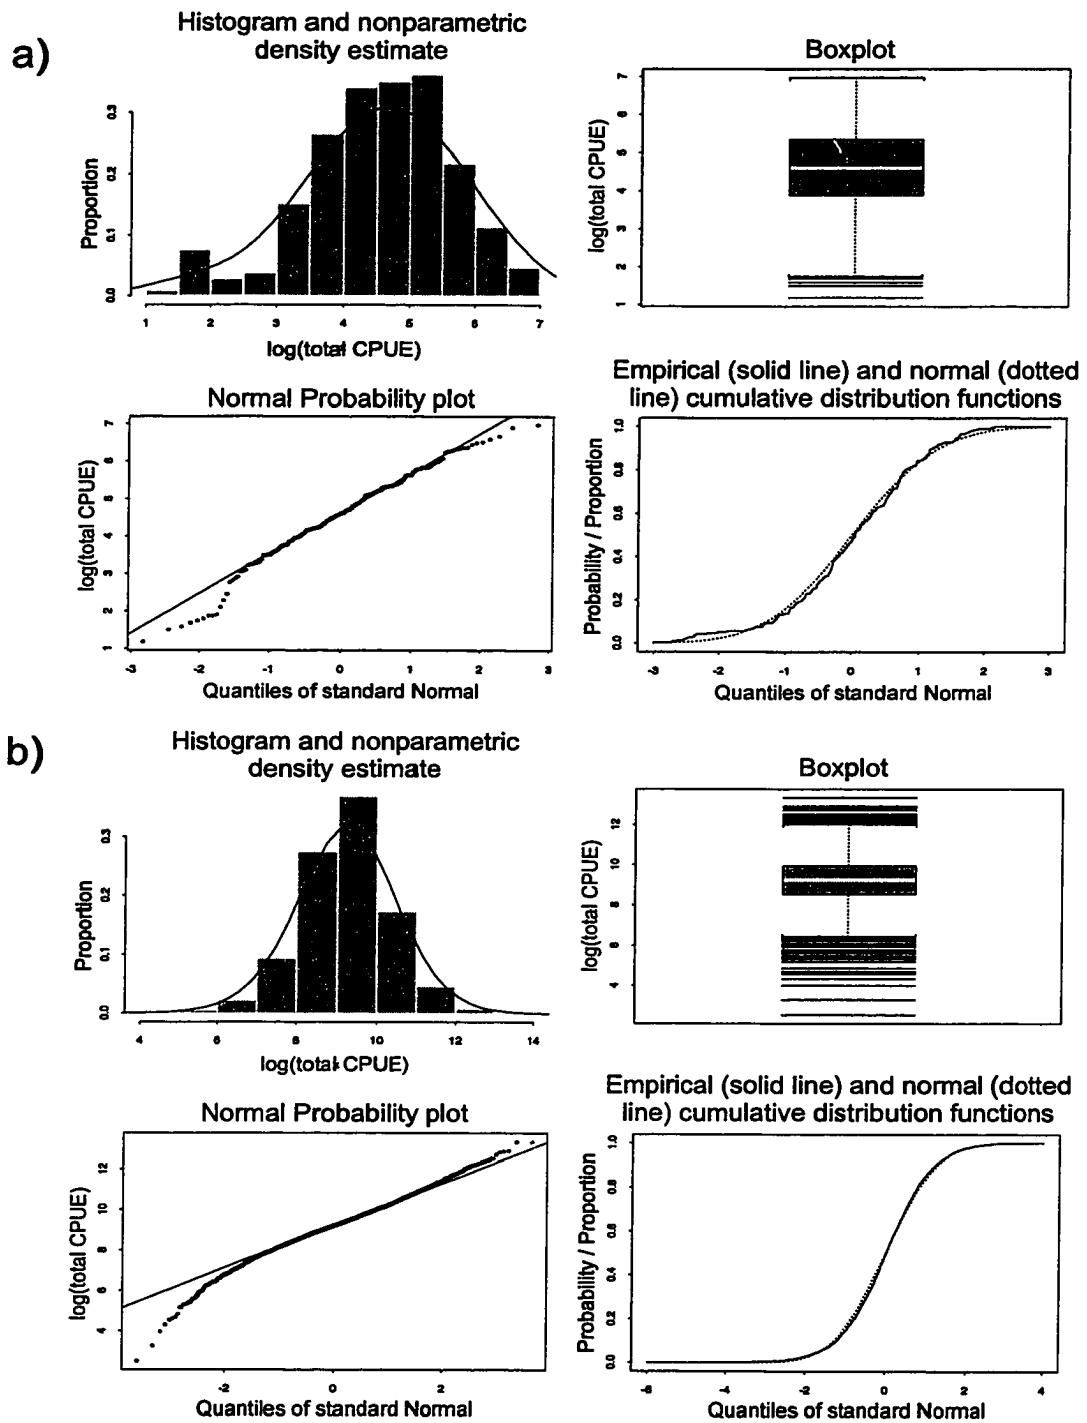 a)
Histogram and nonparametric
density estimate
Proportion
0.0 0.1 0.2 0.3
1 2 3 4 5 6 7
log(total CPUE)
Boxplot
log(total CPUE)
1 2 3 4 5 6 7
Normal Probability plot
log(total CPUE)
1 2 3 4 5 6 7
-3 -2 -1 0 1 2 3
Quantiles of standard Normal
Empirical (solid line) and normal (dotted
line) cumulative distribution functions
Probability / Proportion
0.0 0.2 0.4 0.6 0.8 1.0
-3 -2 -1 0 1 2 3
Quantiles of standard Normal
b)
Histogram and nonparametric
density estimate
Proportion
0.0 0.1 0.2 0.3
4 6 8 10 12 14
log(total CPUE)
Boxplot
log(total CPUE)
4 6 8 10 12
Normal Probability plot
log(total CPUE)
4 6 8 10 12
-2 0 2
Quantiles of standard Normal
Empirical (solid line) and normal (dotted
line) cumulative distribution functions
Probability / Proportion
0.0 0.2 0.4 0.6 0.8 1.0
-6 -4 -2 0 2 4
Quantiles of standard Normal